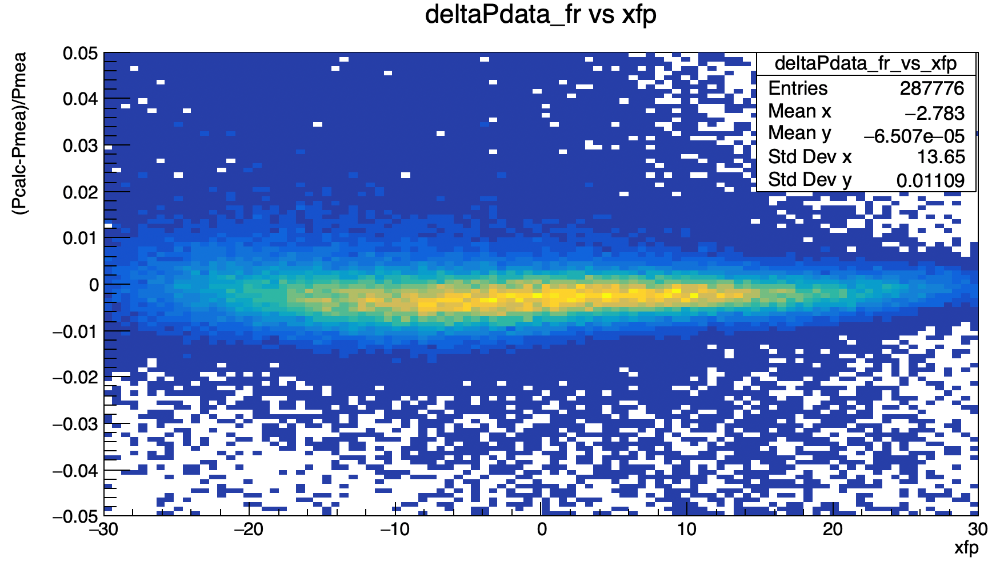 deltaPdata_fr vs xfp
(Pcalc-Pmea)/Pmea
0.05
0.04
0.03
0.02
0.01
0
−0.01
−0.02
−0.03
−0.04
−0.05
deltaPdata_fr_vs_xfp
Entries 287776
Mean x −2.783
Mean y −6.507e−05
Std Dev x 13.65
Std Dev y 0.01109
−30 −20 −10 0 10 20 30
xfp